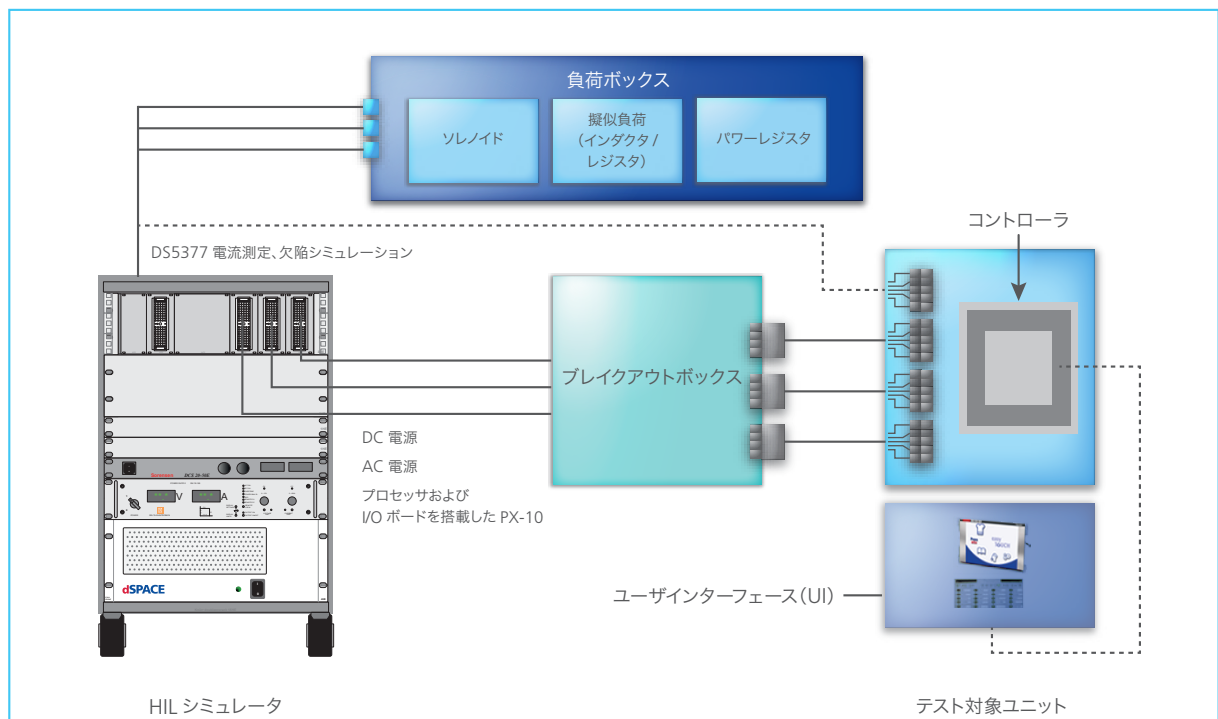 負荷ボックス
ソレノイド
擬似負荷
(インダクタ /
レジスタ)
パワーレジスタ
コントローラ
DS5377 電流測定、欠陥シミュレーション
ブレイクアウトボックス
DC 電源
AC 電源
プロセッサおよび
I/O ボードを搭載した PX-10
V
A
dSPACE
ユーザインターフェース(UI)
HIL シミュレータ
テスト対象ユニット